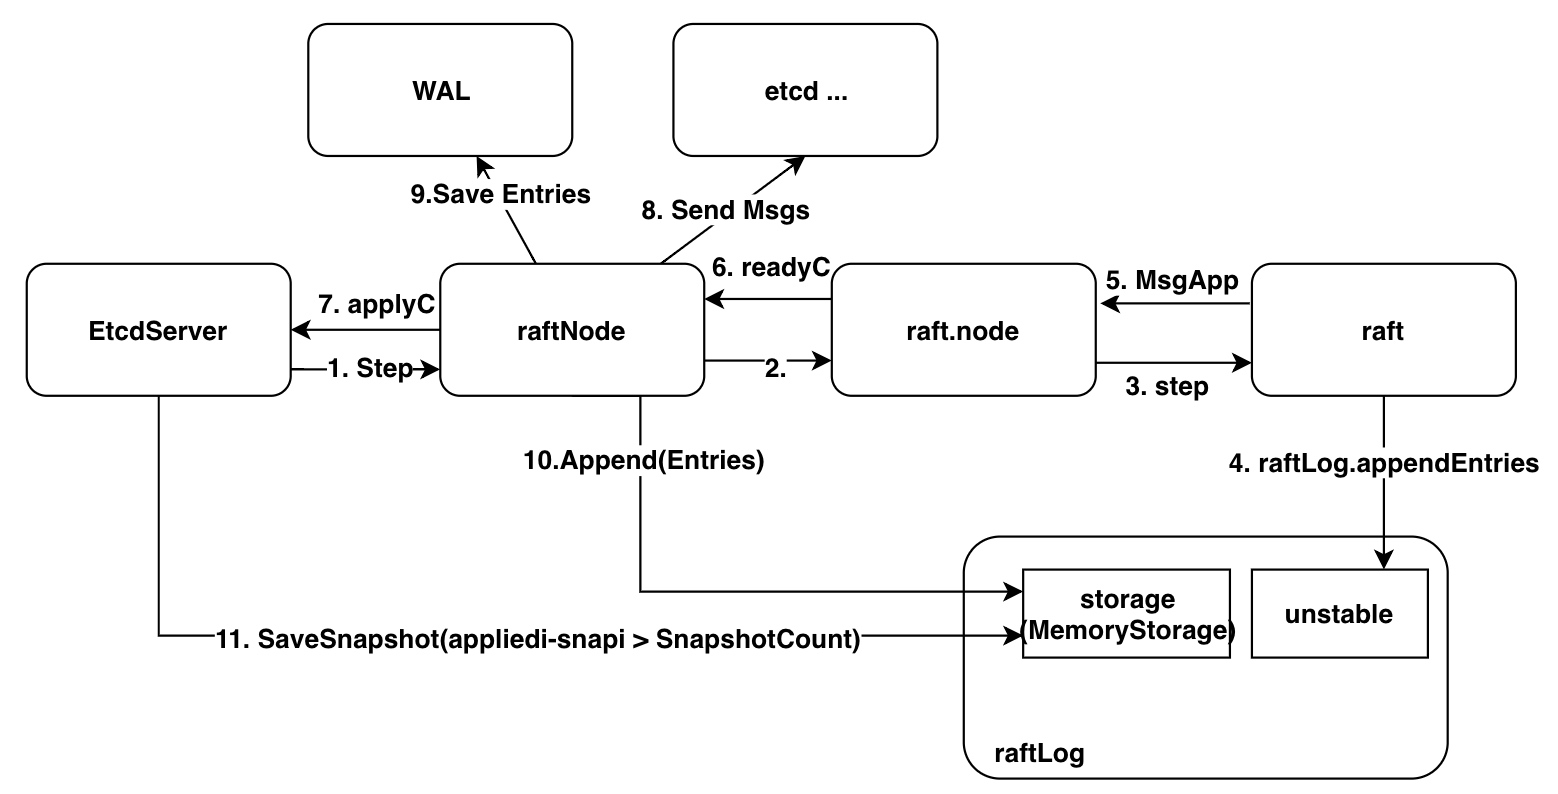 WAL
etcd ...
9.Save Entries
8. Send Msgs
6. readyC
5. MsgApp
7. applyC
EtcdServer
raftNode
raft.node
raft
1. Step
2.
3. step
10.Append(Entries)
4. raftLog.appendEntries
storage
(MemoryStorage)
unstable
11. SaveSnapshot(appliedi-snapi > SnapshotCount)
raftLog